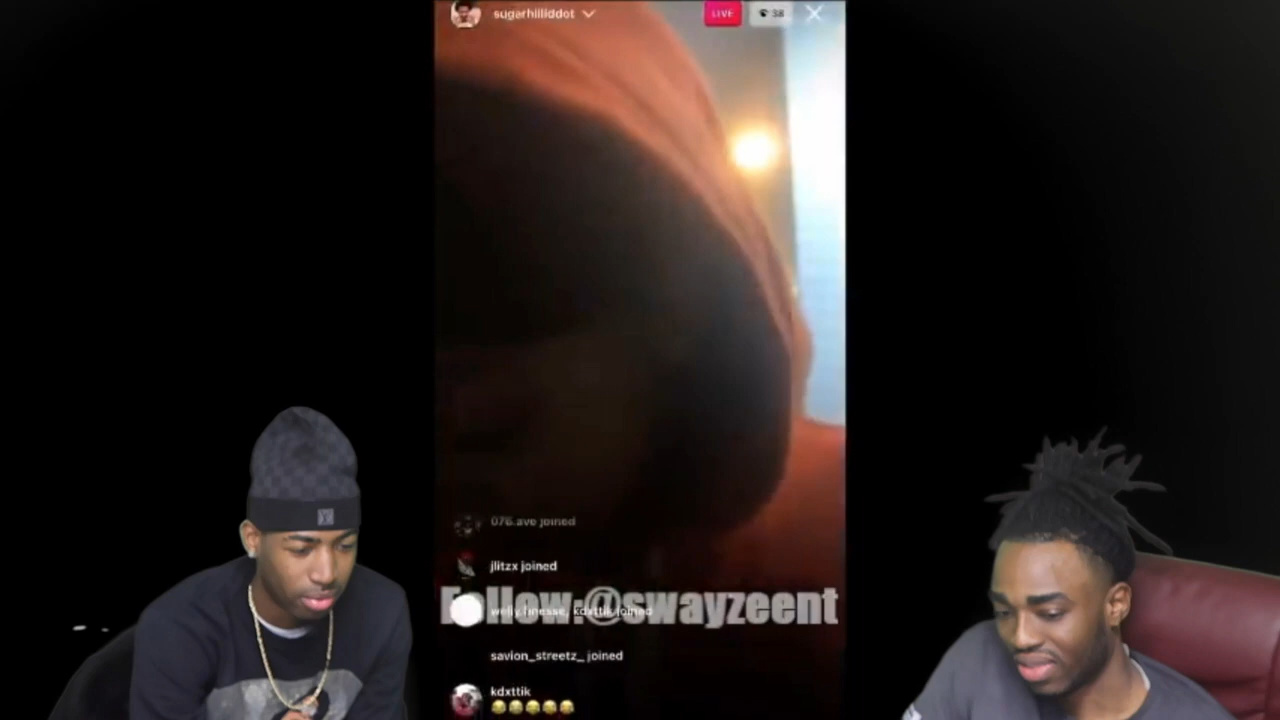 sugarhillddot
LIVE
38
076.ave joined
jlitzx joined
Follow:@swayzeent
savion_streetz_ joined
kdxttik
😂😂😂😂😂